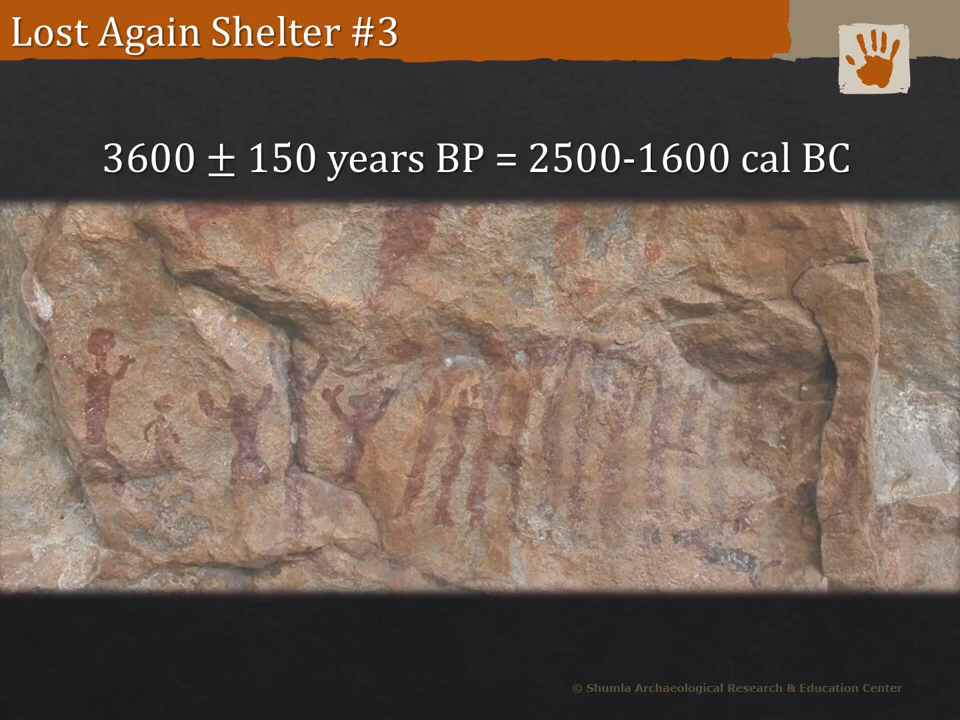 Lost Again Shelter #3
3600 ± 150 years BP = 2500-1600 cal BC
© Shumla Archaeological Research & Education Center